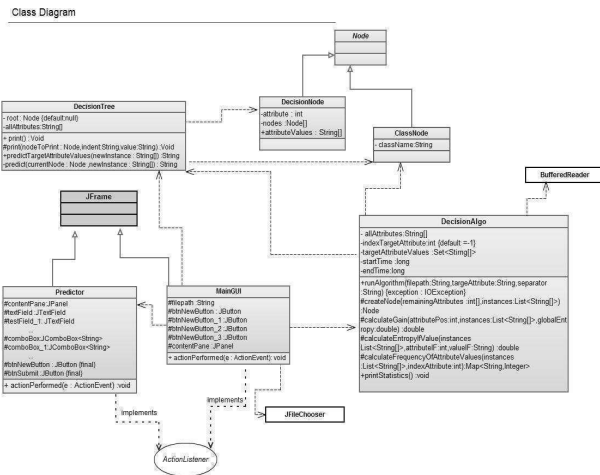 Class Diagram
Node
DecisionTree
- root : Node {default:null}
-allAttributes:String[]
+ print() : Void
#print(nodeToPrint : Node,indent:String,value:String):Void
+predictTargetAttributeValues(newInstance : String[]):String
-predict(currentNode : Node ,newInstance : String[]) : String
DecisionNode
-attribute : int
-nodes :Node[]
+attributeValues : String[]
ClassNode
- className:String
BufferedReader
JFrame
DecisionAlgo
- allAttributes:String[]
-indexTargetAttribute:int {default =-1}
-targetAttributeValues :Set<String[]>
-startTime :long
-endTime:long
+runAlgorithm(filepath:String,targeAttribute:String,separator
:String) {exception : IOException}
#createNode(remainingAttributes :int[],instances:List<String[]>)
:Node
#calculateGain(attributePos:int,instances:List<String[]>,globalEnt
ropy:double):double
#calculateEntropyIfValue(instances
:List<String[]>,attributeIF:int,valueIF:String) :double
#calculateFrequencyOfAttributeValues(instances
:List<String[]>,indexAttribute:int):Map<String,Integer>
+printStatistics() :void
Predictor
#contentPane:JPanel
#textField :JTextField
#testField_1: JTextField
...
#comboBox:JComboBox<String>
#comboBox_1:JComboBox<String>
...
#btnNewButton : JButton {final}
#btnSubmit :JButton {final}
+ actionPerformed(e : ActionEvent) :void
MainGUI
#filepath :String
#btnNewButton : JButton
#btnNewButton_1 : JButton
#btnNewButton_2 : JButton
#btnNewButton_3 : JButton
#contentPane : JPanel
+ actionPerformed(e : ActionEvent) :void
implements
implements
JFileChooser
ActionListener